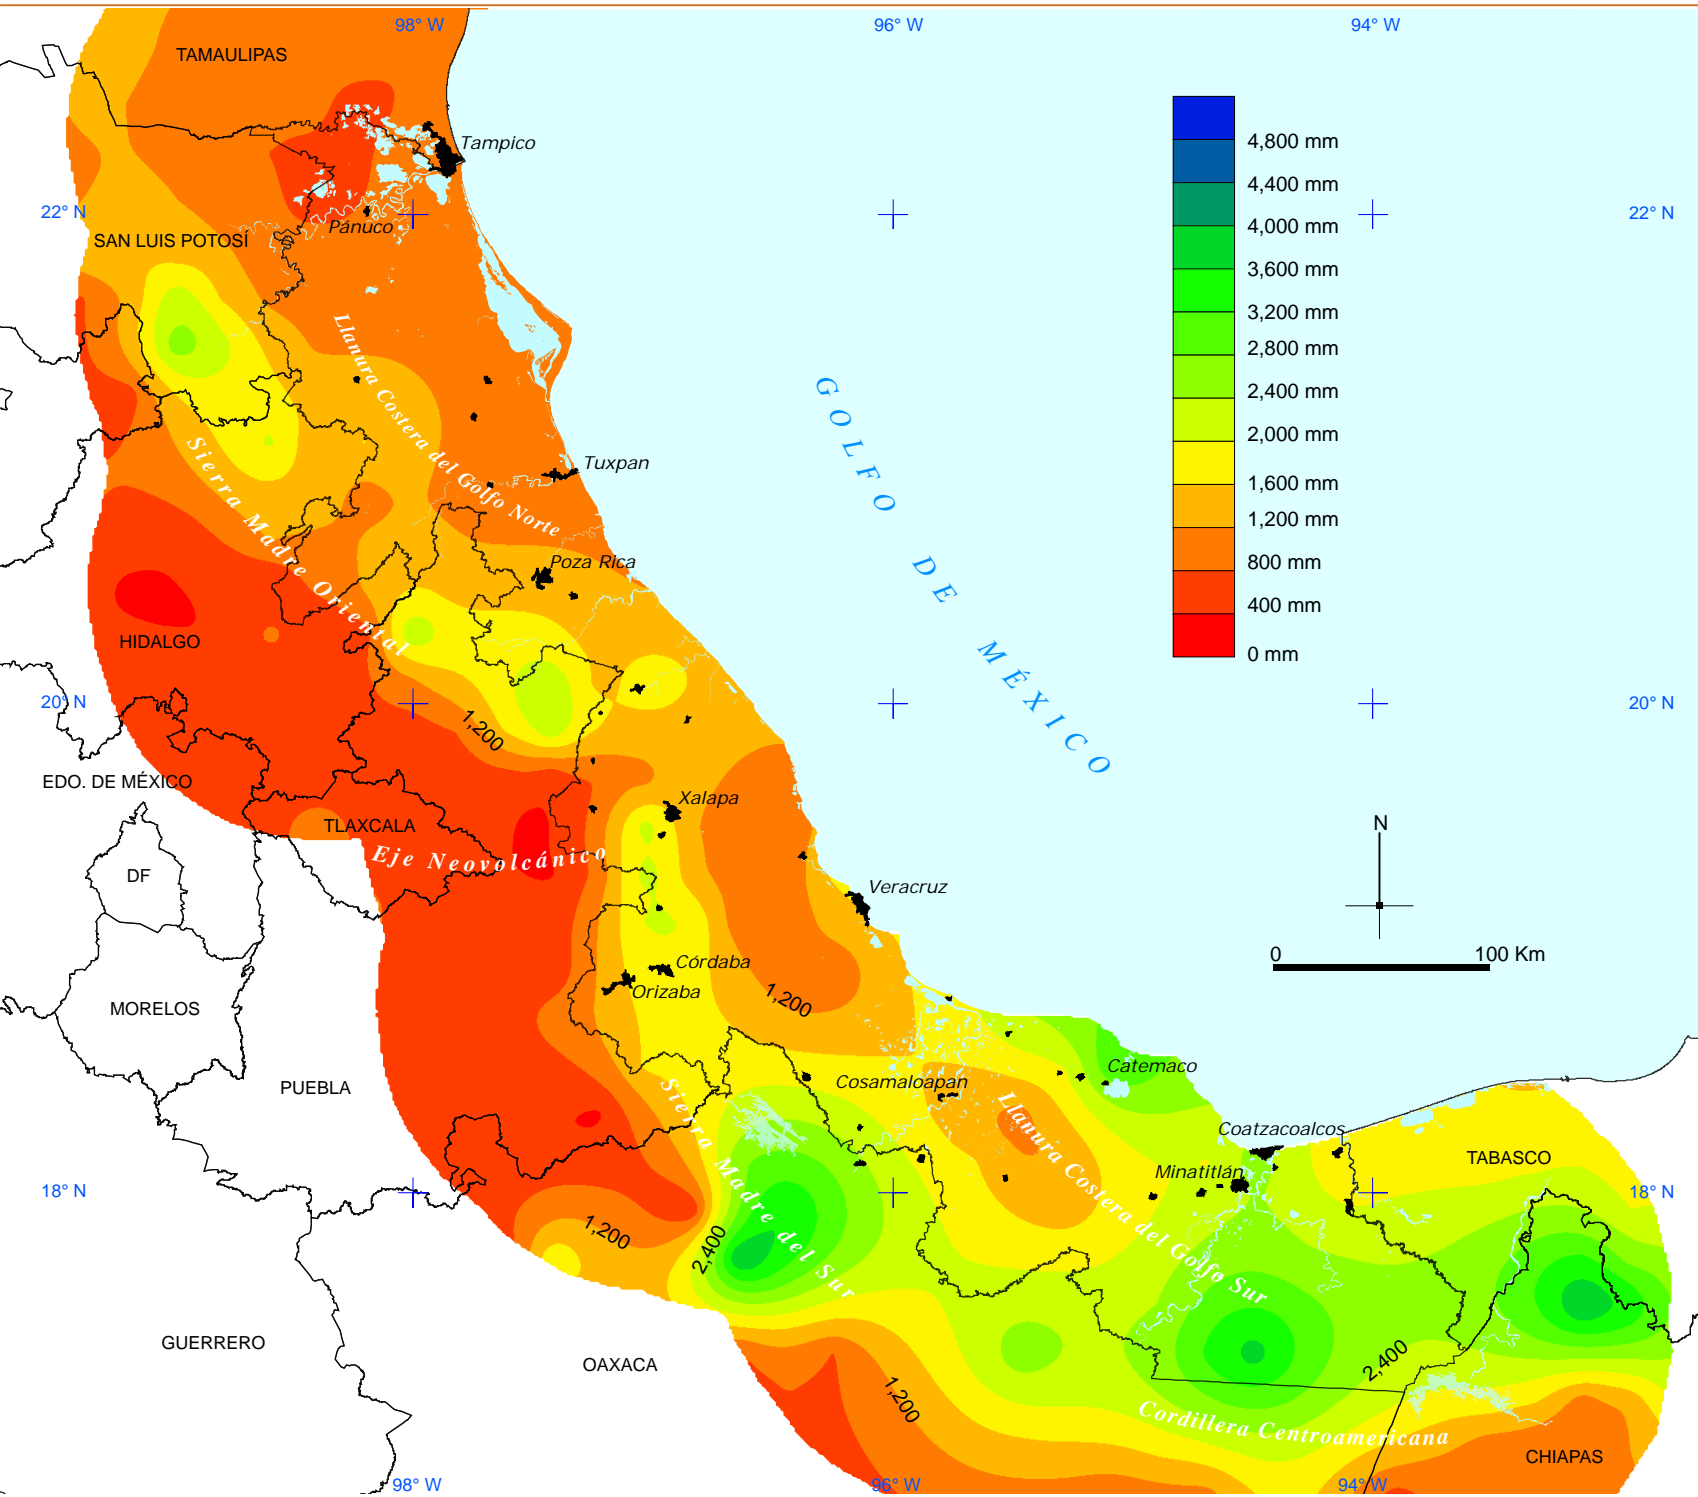 98° W
96° W
94° W
TAMAULIPAS
4,800 mm
Tampico
4,400 mm
22° N
22° N
4,000 mm
Pánuco
SAN LUIS POTOSÍ
3,600 mm
3,200 mm
2,800 mm
2,400 mm
2,000 mm
1,600 mm
1,200 mm
800 mm
400 mm
0 mm
Llanura Costera del Golfo Norte
GOLFO DE MÉXICO
Sierra Madre Oriental
Tuxpan
Poza Rica
HIDALGO
20° N
20° N
1,200
EDO. DE MÉXICO
Xalapa
TLAXCALA
N
Eje Neovolcánico
DF
Veracruz
0
100 Km
Córdaba
Orizaba
1,200
MORELOS
PUEBLA
Catemaco
Cosamaloapan
Sierra Madre del Sur
Llanura Costera del Golfo Sur
Coatzacoalcos
TABASCO
Minatitlán
18° N
18° N
1,200
2,400
GUERRERO
OAXACA
2,400
1,200
Cordillera Centroamericana
CHIAPAS
98° W
96° W
94° W